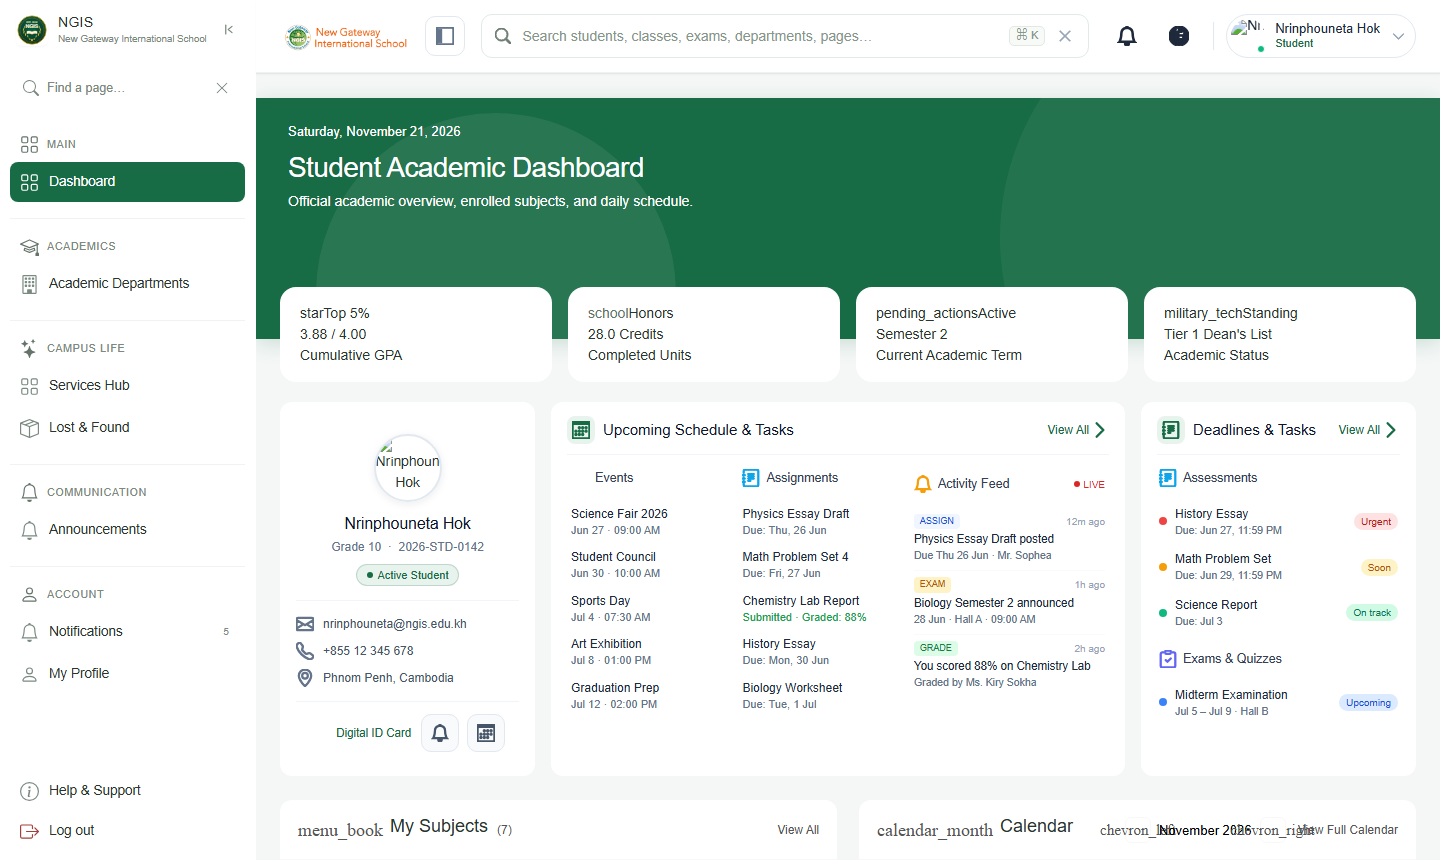 NGIS
New Gateway International School
Find a page...
MAIN
Dashboard
ACADEMICS
Academic Departments
CAMPUS LIFE
Services Hub
Lost & Found
COMMUNICATION
Announcements
ACCOUNT
Notifications 5
My Profile
Help & Support
Log out
New Gateway
International School
Search students, classes, exams, departments, pages...
⌘ K
Nrinphouneta Hok
Student
Saturday, November 21, 2026
Student Academic Dashboard
Official academic overview, enrolled subjects, and daily schedule.
starTop 5%
3.88 / 4.00
Cumulative GPA
schoolHonors
28.0 Credits
Completed Units
pending_actionsActive
Semester 2
Current Academic Term
military_techStanding
Tier 1 Dean's List
Academic Status
Nrinphoun
Hok
Nrinphouneta Hok
Grade 10 · 2026-STD-0142
Active Student
nrinphouneta@ngis.edu.kh
+855 12 345 678
Phnom Penh, Cambodia
Digital ID Card
Upcoming Schedule & Tasks
View All
Events
Science Fair 2026
Jun 27 · 09:00 AM
Student Council
Jun 30 · 10:00 AM
Sports Day
Jul 4 · 07:30 AM
Art Exhibition
Jul 8 · 01:00 PM
Graduation Prep
Jul 12 · 02:00 PM
Assignments
Physics Essay Draft
Due: Thu, 26 Jun
Math Problem Set 4
Due: Fri, 27 Jun
Chemistry Lab Report
Submitted · Graded: 88%
History Essay
Due: Mon, 30 Jun
Biology Worksheet
Due: Tue, 1 Jul
Activity Feed
LIVE
ASSIGN 12m ago
Physics Essay Draft posted
Due Thu 26 Jun · Mr. Sophea
EXAM 1h ago
Biology Semester 2 announced
28 Jun · Hall A · 09:00 AM
GRADE 2h ago
You scored 88% on Chemistry Lab
Graded by Ms. Kiry Sokha
Deadlines & Tasks
View All
Assessments
History Essay
Due: Jun 27, 11:59 PM
Urgent
Math Problem Set
Due: Jun 29, 11:59 PM
Soon
Science Report
Due: Jul 3
On track
Exams & Quizzes
Midterm Examination
Jul 5 – Jul 9 · Hall B
Upcoming
menu_book My Subjects (7)
View All
calendar_month Calendar
chevron_left November 2026 chevron_right View Full Calendar